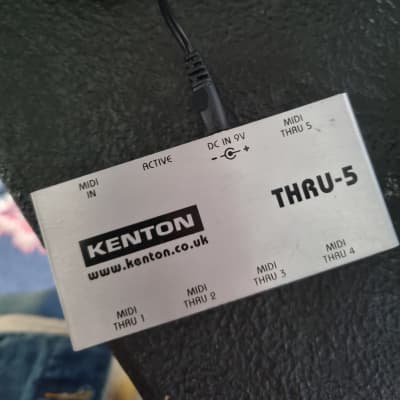 MIDI
IN
ACTIVE
DC IN 9V
- +
MIDI
THRU 5
KENTON
www.kenton.co.uk
THRU-5
MIDI
THRU 1
MIDI
THRU 2
MIDI
THRU 3
MIDI
THRU 4